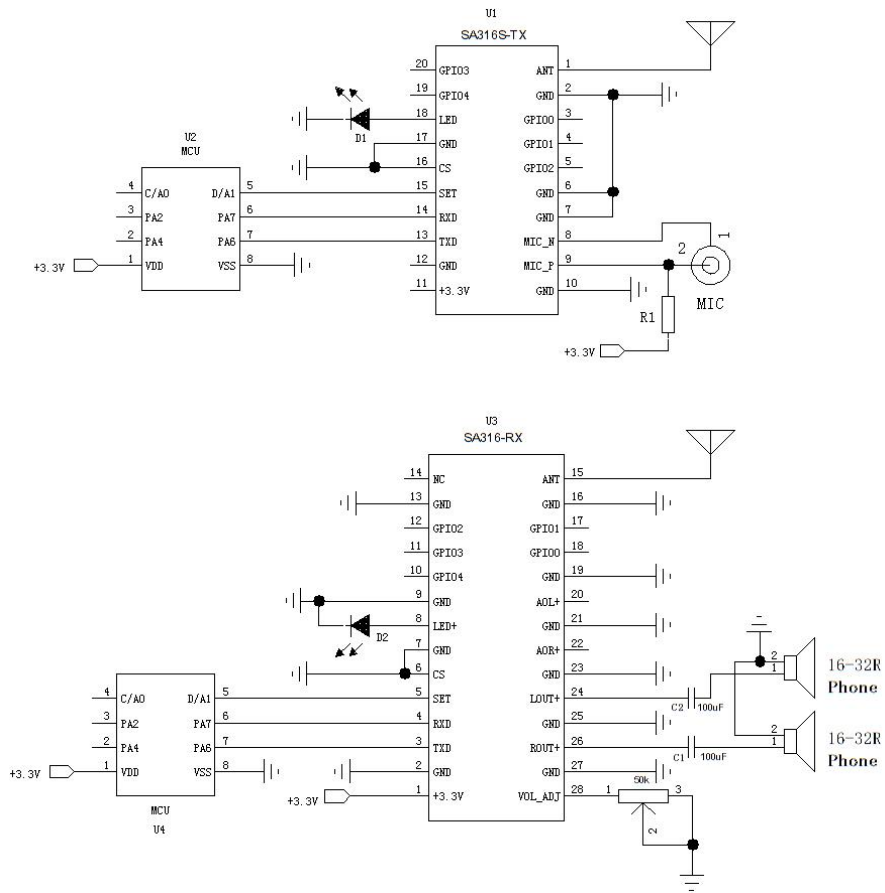 U1
SA316S-TX
20 GPIO3 ANT 1
19 GPIO4 GND 2
18 LED GPIO0 3
D1
17 GND GPIO1 4
16 CS GPIO2 5
U2
MCU
4 C/A0 D/A1 5
15 SET GND 6
3 PA2 PA7 6
14 RXD GND 7
2 PA4 PA6 7
13 TXD MIC_N 8
1
+3.3V 1 VDD VSS 8
12 GND MIC_P 9
2
11 +3.3V GND 10
MIC
R1
+3.3V
U3
SA316-RX
14 NC ANT 15
13 GND GND 16
12 GPIO2 GPIO1 17
11 GPIO3 GPIO0 18
10 GPIO4 GND 19
9 GND AOL+ 20
8 LED+ GND 21
D2
7 GND AOR+ 22
6 CS GND 23
2
1
16-32R
Phone
4 C/A0 D/A1 5
5 SET LOUT+ 24
C2 100uF
3 PA2 PA7 6
4 RXD GND 25
2
1
16-32R
Phone
2 PA4 PA6 7
3 TXD ROUT+ 26
C1 100uF
+3.3V 1 VDD VSS 8
2 GND GND 27
50k
+3.3V 1 +3.3V VOL_ADJ 28
1 3
2
MCU
U4